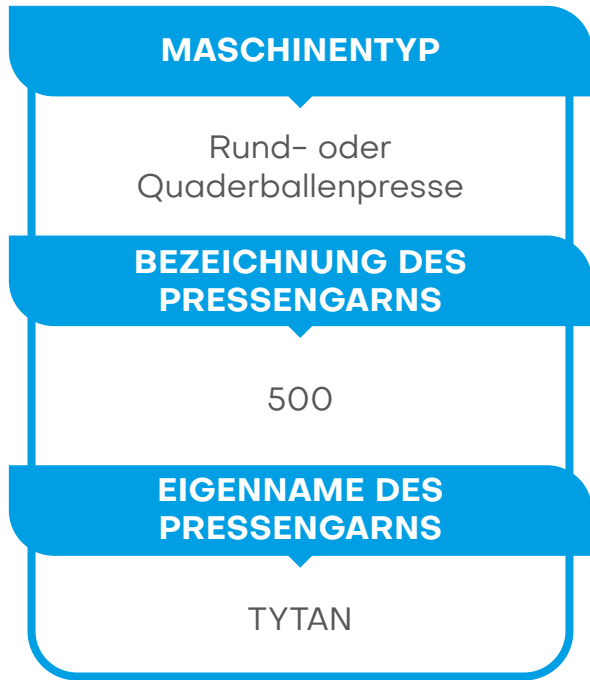 MASCHINENTYP
Rund- oder
Quaderballenpresse
BEZEICHNUNG DES
PRESSENGARNS
500
EIGENNAME DES
PRESSENGARNS
TYTAN